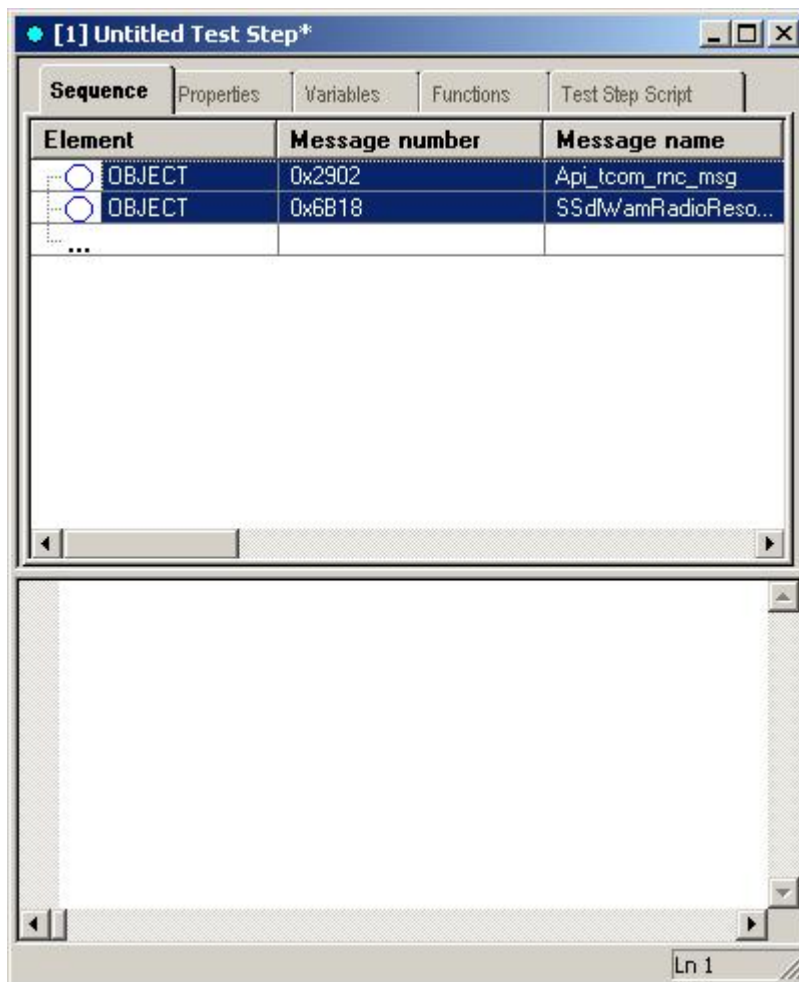 [1] Untitled Test Step*
Sequence Properties Variables Functions Test Step Script
Element Message number Message name
OBJECT 0x2902 Api_tcom_rnc_msg
OBJECT 0x6B18 SSdlWamRadioReso...
...
Ln 1